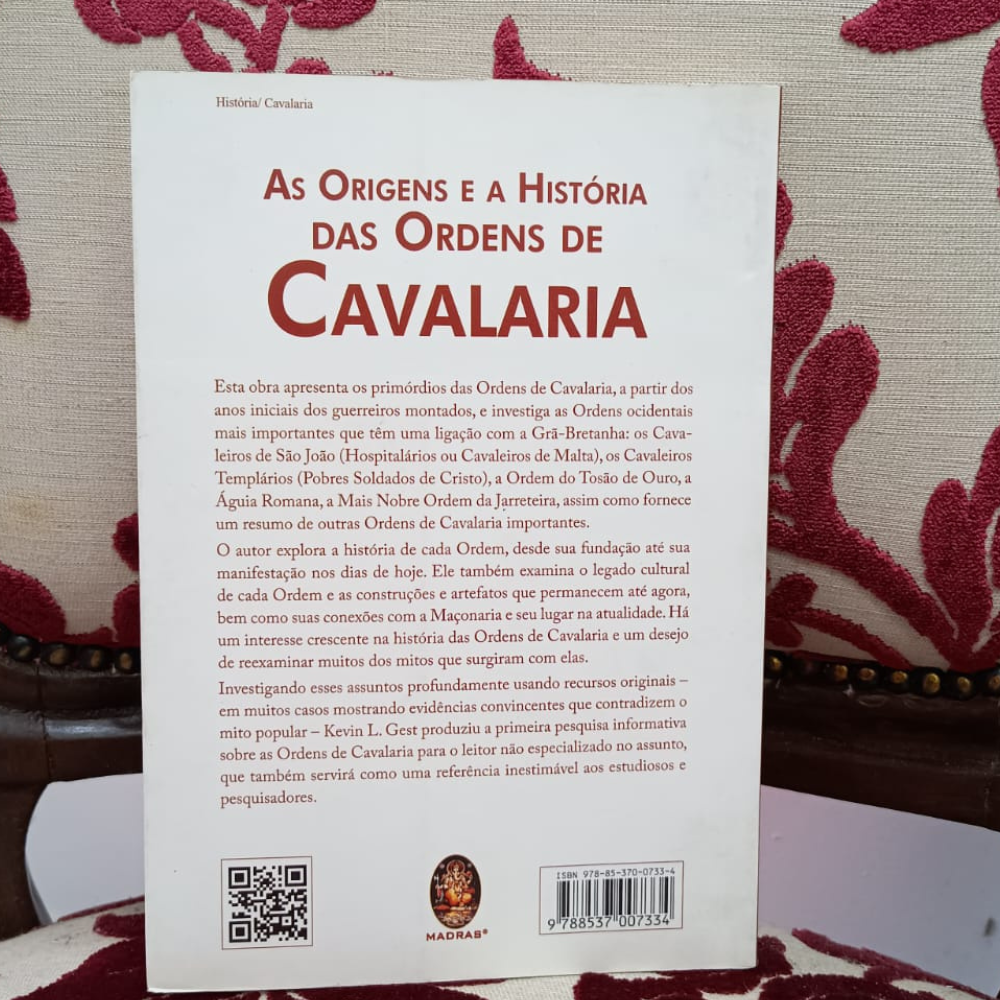 História/ Cavalaria
As Origens e a História
das Ordens de
Cavalaria
Esta obra apresenta os primórdios das Ordens de Cavalaria, a partir dos
anos iniciais dos guerreiros montados, e investiga as Ordens ocidentais
mais importantes que têm uma ligação com a Grã-Bretanha: os Cava-
leiros de São João (Hospitalários ou Cavaleiros de Malta), os Cavaleiros
Templários (Pobres Soldados de Cristo), a Ordem do Tosão de Ouro, a
Águia Romana, a Mais Nobre Ordem da Jarreteira, assim como fornece
um resumo de outras Ordens de Cavalaria importantes.
O autor explora a história de cada Ordem, desde sua fundação até sua
manifestação nos dias de hoje. Ele também examina o legado cultural
de cada Ordem e as construções e artefatos que permanecem até agora,
bem como suas conexões com a Maçonaria e seu lugar na atualidade. Há
um interesse crescente na história das Ordens de Cavalaria e um desejo
de reexaminar muitos dos mitos que surgiram com elas.
Investigando esses assuntos profundamente usando recursos originais –
em muitos casos mostrando evidências convincentes que contradizem o
mito popular – Kevin L. Gest produziu a primeira pesquisa informativa
sobre as Ordens de Cavalaria para o leitor não especializado no assunto,
que também servirá como uma referência inestimável aos estudiosos e
pesquisadores.
MADRAS®
ISBN 978-85-370-0733-4
9 788537 007334